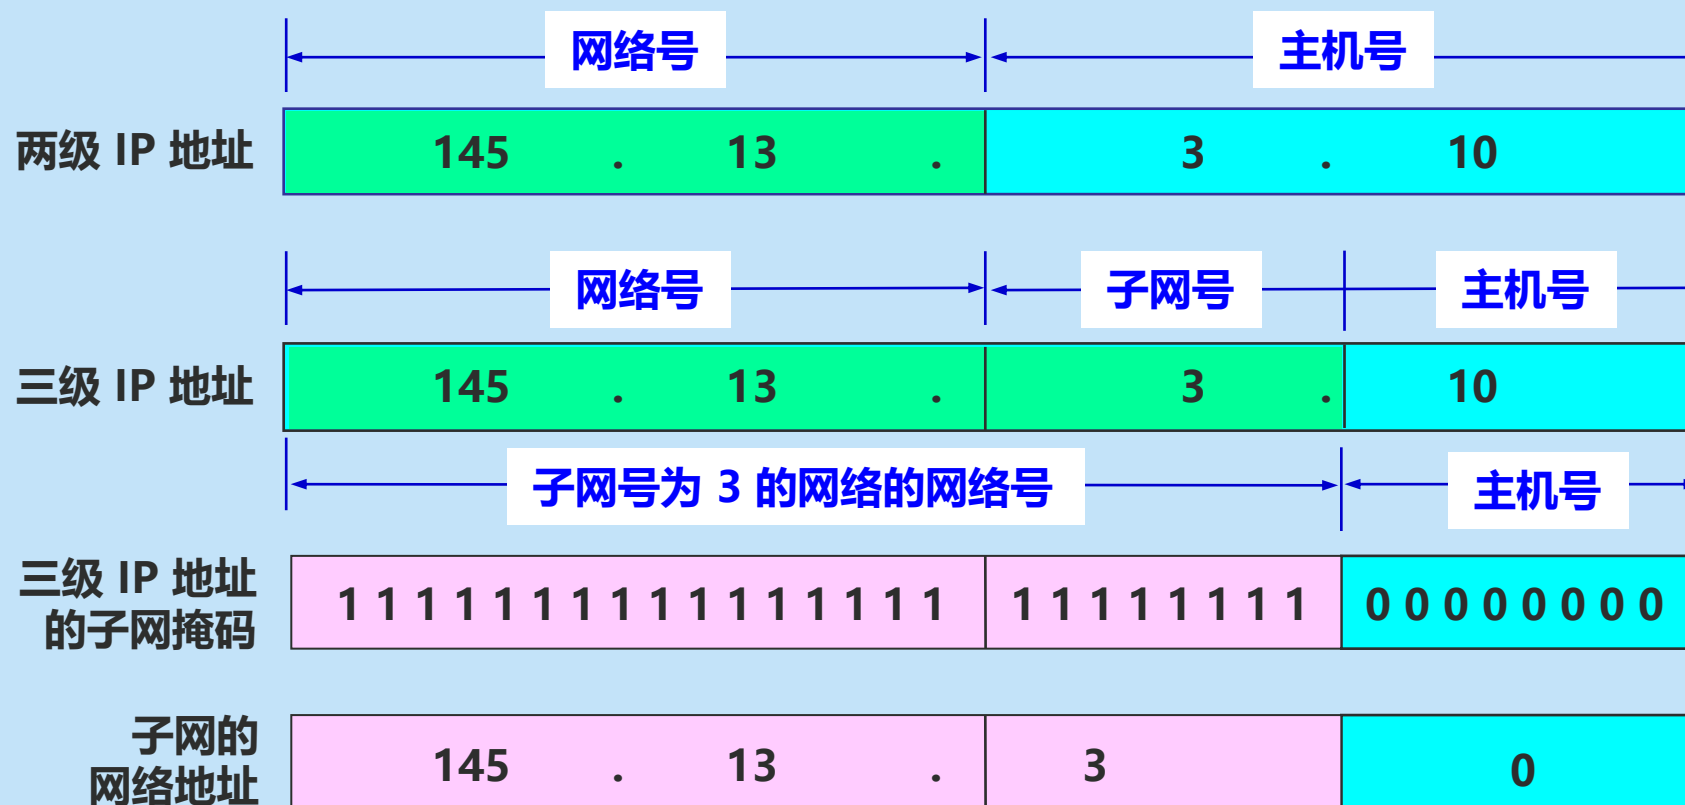 网络号 主机号
两级 IP 地址 145 . 13 . 3 . 10
网络号 子网号 主机号
三级 IP 地址 145 . 13 . 3 . 10
子网号为 3 的网络的网络号 主机号
三级 IP 地址
的子网掩码
1 1 1 1 1 1 1 1 1 1 1 1 1 1 1 1 1 1 1 1 1 1 1 1 0 0 0 0 0 0 0 0
子网的
网络地址
145 . 13 . 3 0